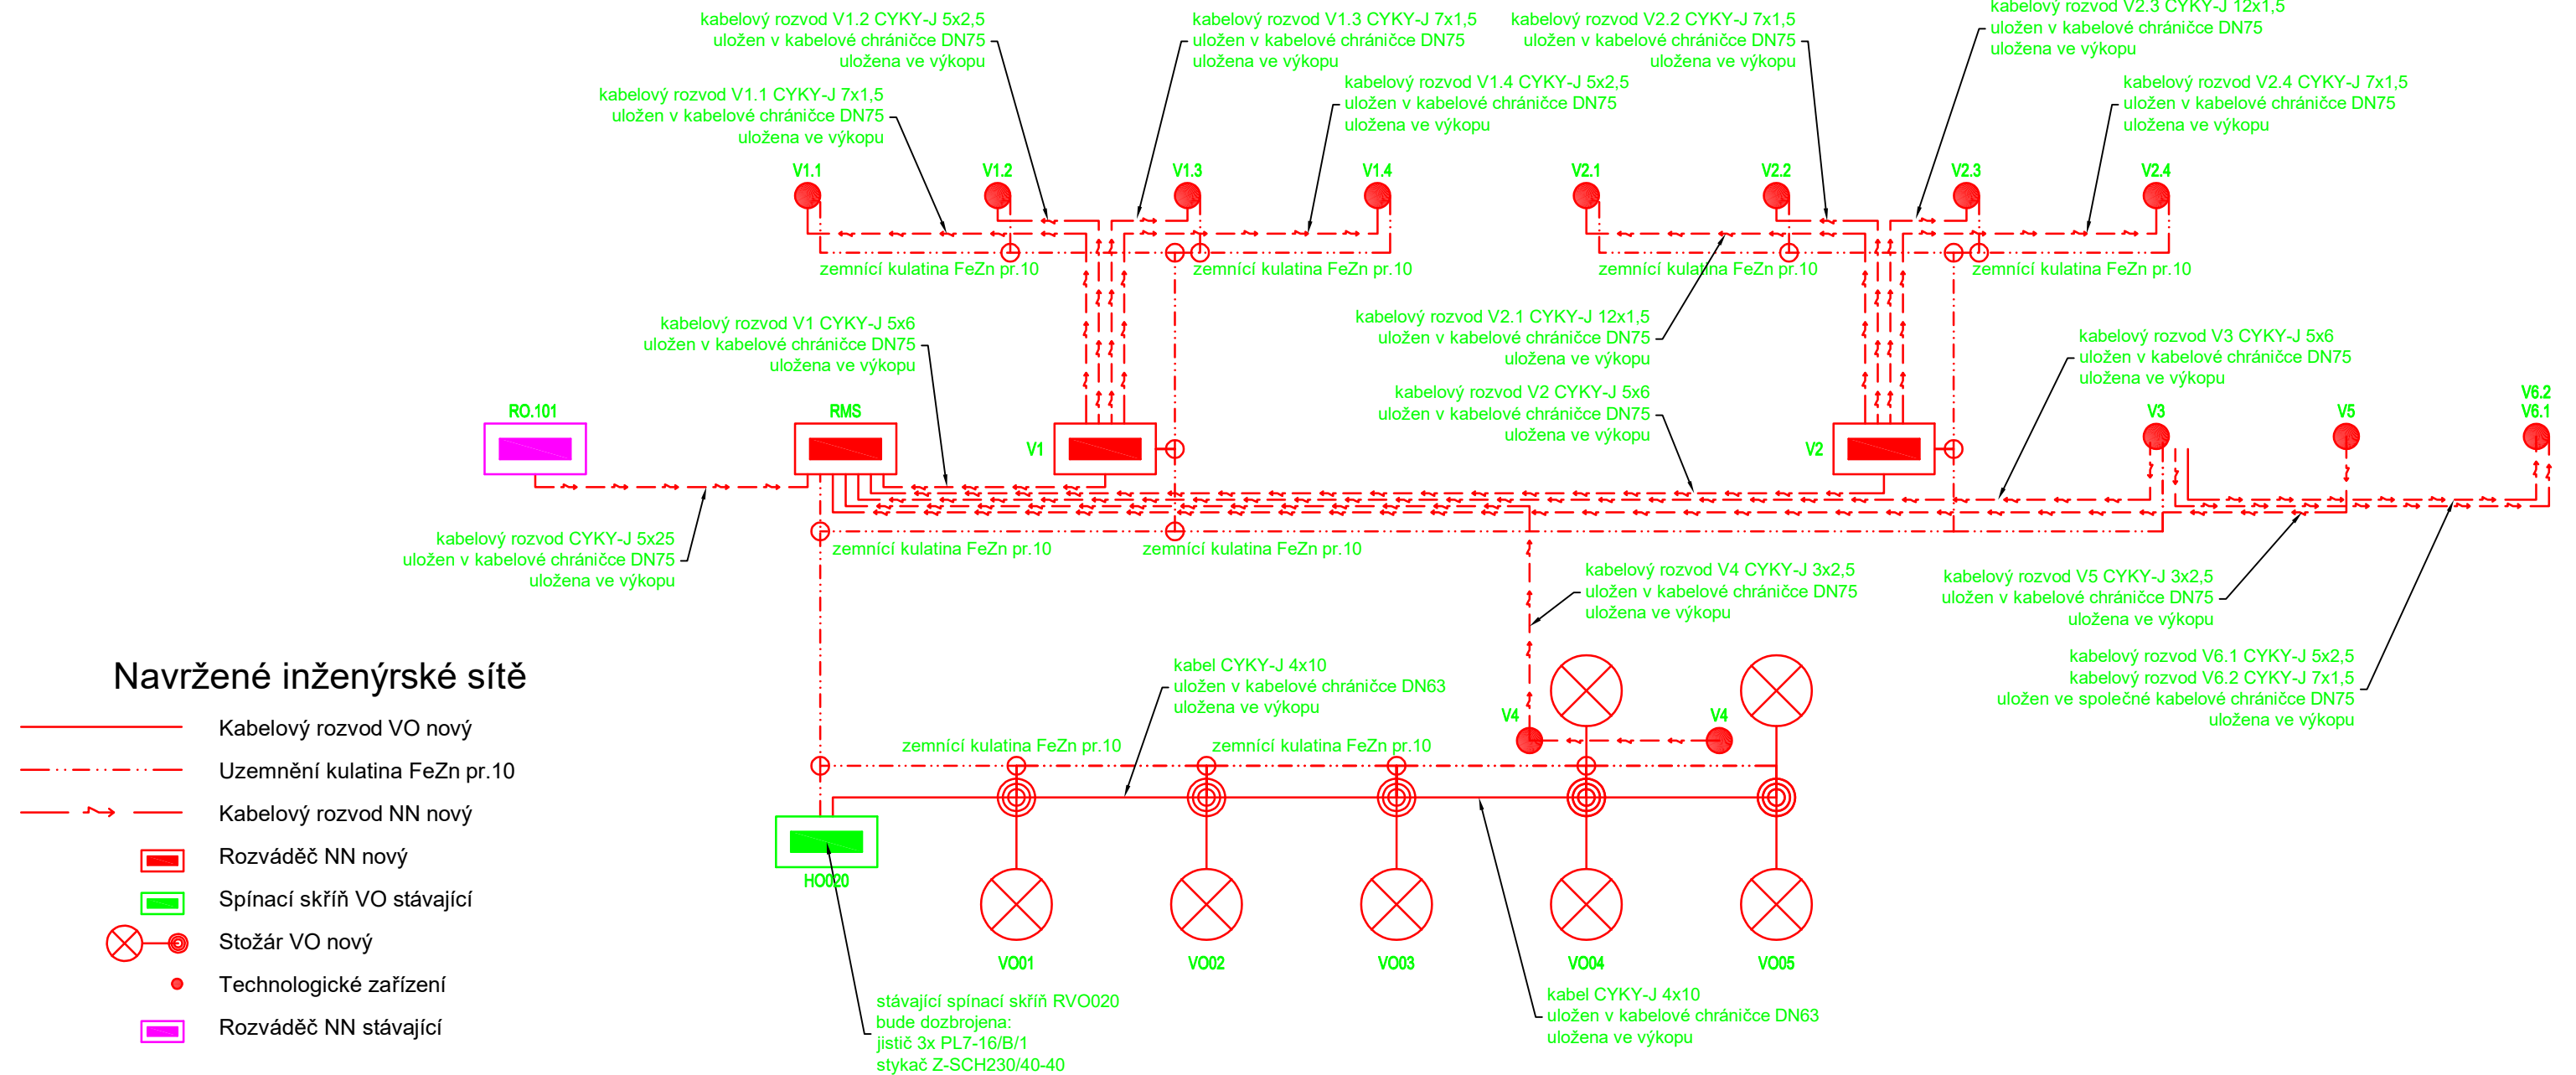 kabelový rozvod V1.2 CYKY-J 5x2,5
uložen v kabelové chráničce DN75
uložena ve výkopu
kabelový rozvod V1.3 CYKY-J 7x1,5
uložen v kabelové chráničce DN75
uložena ve výkopu
kabelový rozvod V2.2 CYKY-J 7x1,5
uložen v kabelové chráničce DN75
uložena ve výkopu
kabelový rozvod V2.3 CYKY-J 12x1,5
uložen v kabelové chráničce DN75
uložena ve výkopu
kabelový rozvod V1.1 CYKY-J 7x1,5
uložen v kabelové chráničce DN75
uložena ve výkopu
kabelový rozvod V1.4 CYKY-J 5x2,5
uložen v kabelové chráničce DN75
uložena ve výkopu
kabelový rozvod V2.4 CYKY-J 7x1,5
uložen v kabelové chráničce DN75
uložena ve výkopu
V1.1
V1.2
V1.3
V1.4
V2.1
V2.2
V2.3
V2.4
zemnící kulatina FeZn pr.10
zemnící kulatina FeZn pr.10
zemnící kulatina FeZn pr.10
zemnící kulatina FeZn pr.10
kabelový rozvod V1 CYKY-J 5x6
uložen v kabelové chráničce DN75
uložena ve výkopu
kabelový rozvod V2.1 CYKY-J 12x1,5
uložen v kabelové chráničce DN75
uložena ve výkopu
kabelový rozvod V3 CYKY-J 5x6
uložen v kabelové chráničce DN75
uložena ve výkopu
kabelový rozvod V2 CYKY-J 5x6
uložen v kabelové chráničce DN75
uložena ve výkopu
RO.101
RMS
V1
V2
V3
V5
V6.2
V6.1
kabelový rozvod CYKY-J 5x25
uložen v kabelové chráničce DN75
uložena ve výkopu
zemnící kulatina FeZn pr.10
zemnící kulatina FeZn pr.10
kabelový rozvod V4 CYKY-J 3x2,5
uložen v kabelové chráničce DN75
uložena ve výkopu
kabelový rozvod V5 CYKY-J 3x2,5
uložen v kabelové chráničce DN75
uložena ve výkopu
kabelový rozvod V6.1 CYKY-J 5x2,5
kabelový rozvod V6.2 CYKY-J 7x1,5
uložen ve společné kabelové chráničce DN75
uložena ve výkopu
kabel CYKY-J 4x10
uložen v kabelové chráničce DN63
uložena ve výkopu
V4
V4
zemnící kulatina FeZn pr.10
zemnící kulatina FeZn pr.10
HO020
VO01
VO02
VO03
VO04
VO05
stávající spínací skříň RVO020
bude dozbrojena:
jistič 3x PL7-16/B/1
stykač Z-SCH230/40-40
kabel CYKY-J 4x10
uložen v kabelové chráničce DN63
uložena ve výkopu
Navržené inženýrské sítě
Kabelový rozvod VO nový
Uzemnění kulatina FeZn pr.10
Kabelový rozvod NN nový
Rozváděč NN nový
Spínací skříň VO stávající
Stožár VO nový
Technologické zařízení
Rozváděč NN stávající